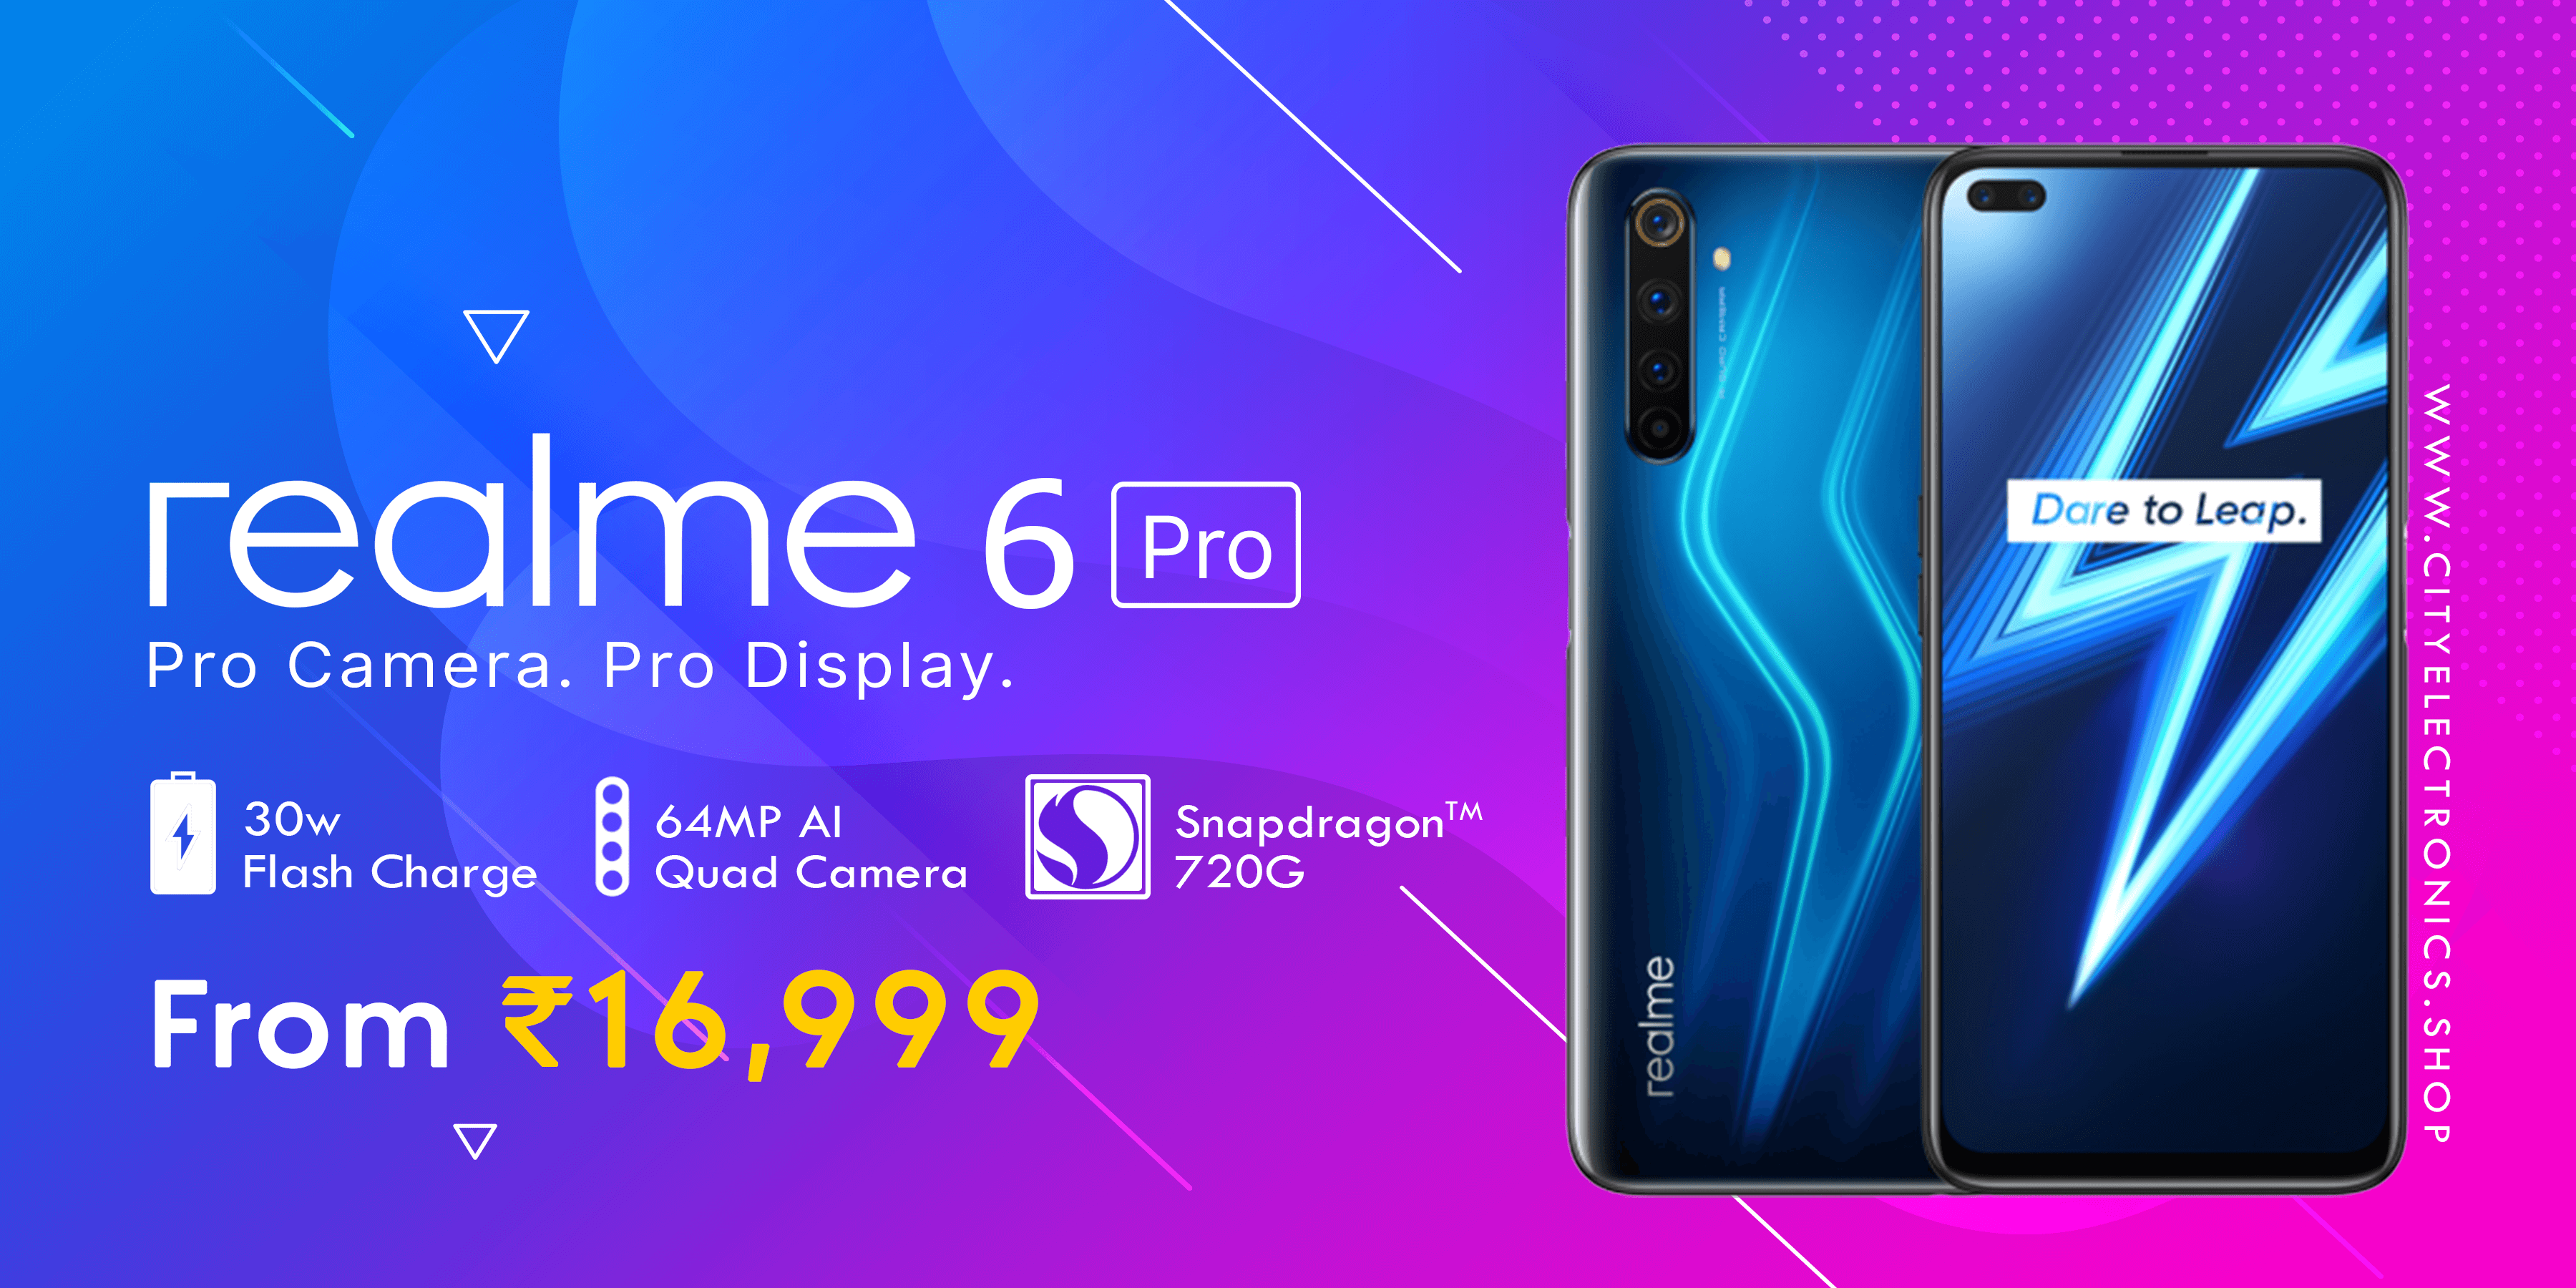 realme 6 Pro
Pro Camera. Pro Display.
30w
Flash Charge
64MP AI
Quad Camera
Snapdragon™
720G
From ₹16,999
realme
Dare to Leap.
WWW.CITYELECTRONICS.SHOP